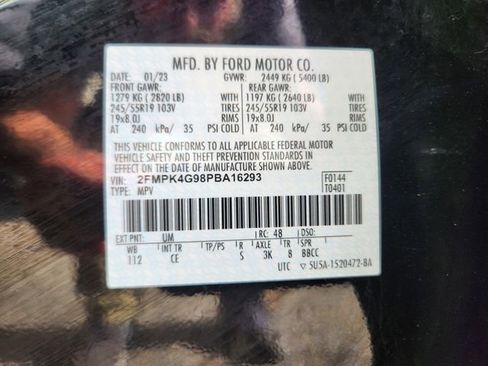 MFD. BY FORD MOTOR CO.
DATE: 01/23 GVWR: 2449 KG ( 5400 LB)
FRONT GAWR: REAR GAWR:
1279 KG ( 2820 LB) WITH 1197 KG ( 2640 LB) WITH
245/55R19 103V TIRES 245/55R19 103V TIRES
19x8.0J RIMS 19x8.0J RIMS
AT 240 kPa/ 35 PSI COLD AT 240 kPa/ 35 PSI COLD
THIS VEHICLE CONFORMS TO ALL APPLICABLE FEDERAL MOTOR
VEHICLE SAFETY AND THEFT PREVENTION STANDARDS IN
EFFECT ON THE DATE OF MANUFACTURE SHOWN ABOVE.
VIN: 2FMPK4G98PBA16293 F0144
TYPE: MPV T0401
EXT PNT: UM RC: 48 DSO:
WB INT TR TP/PS R AXLE TR SPR
112 CE S 3K 8 BBCC
UTC ▽ 5U5A-1520472-BA